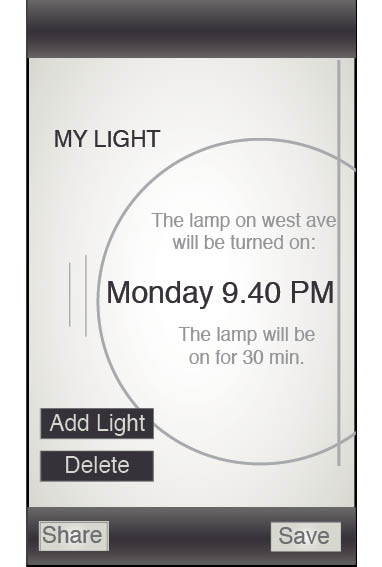 MY LIGHT
The lamp on west ave
will be turned on:
Monday 9.40 PM
The lamp will be
on for 30 min.
Add Light
Delete
Share
Save